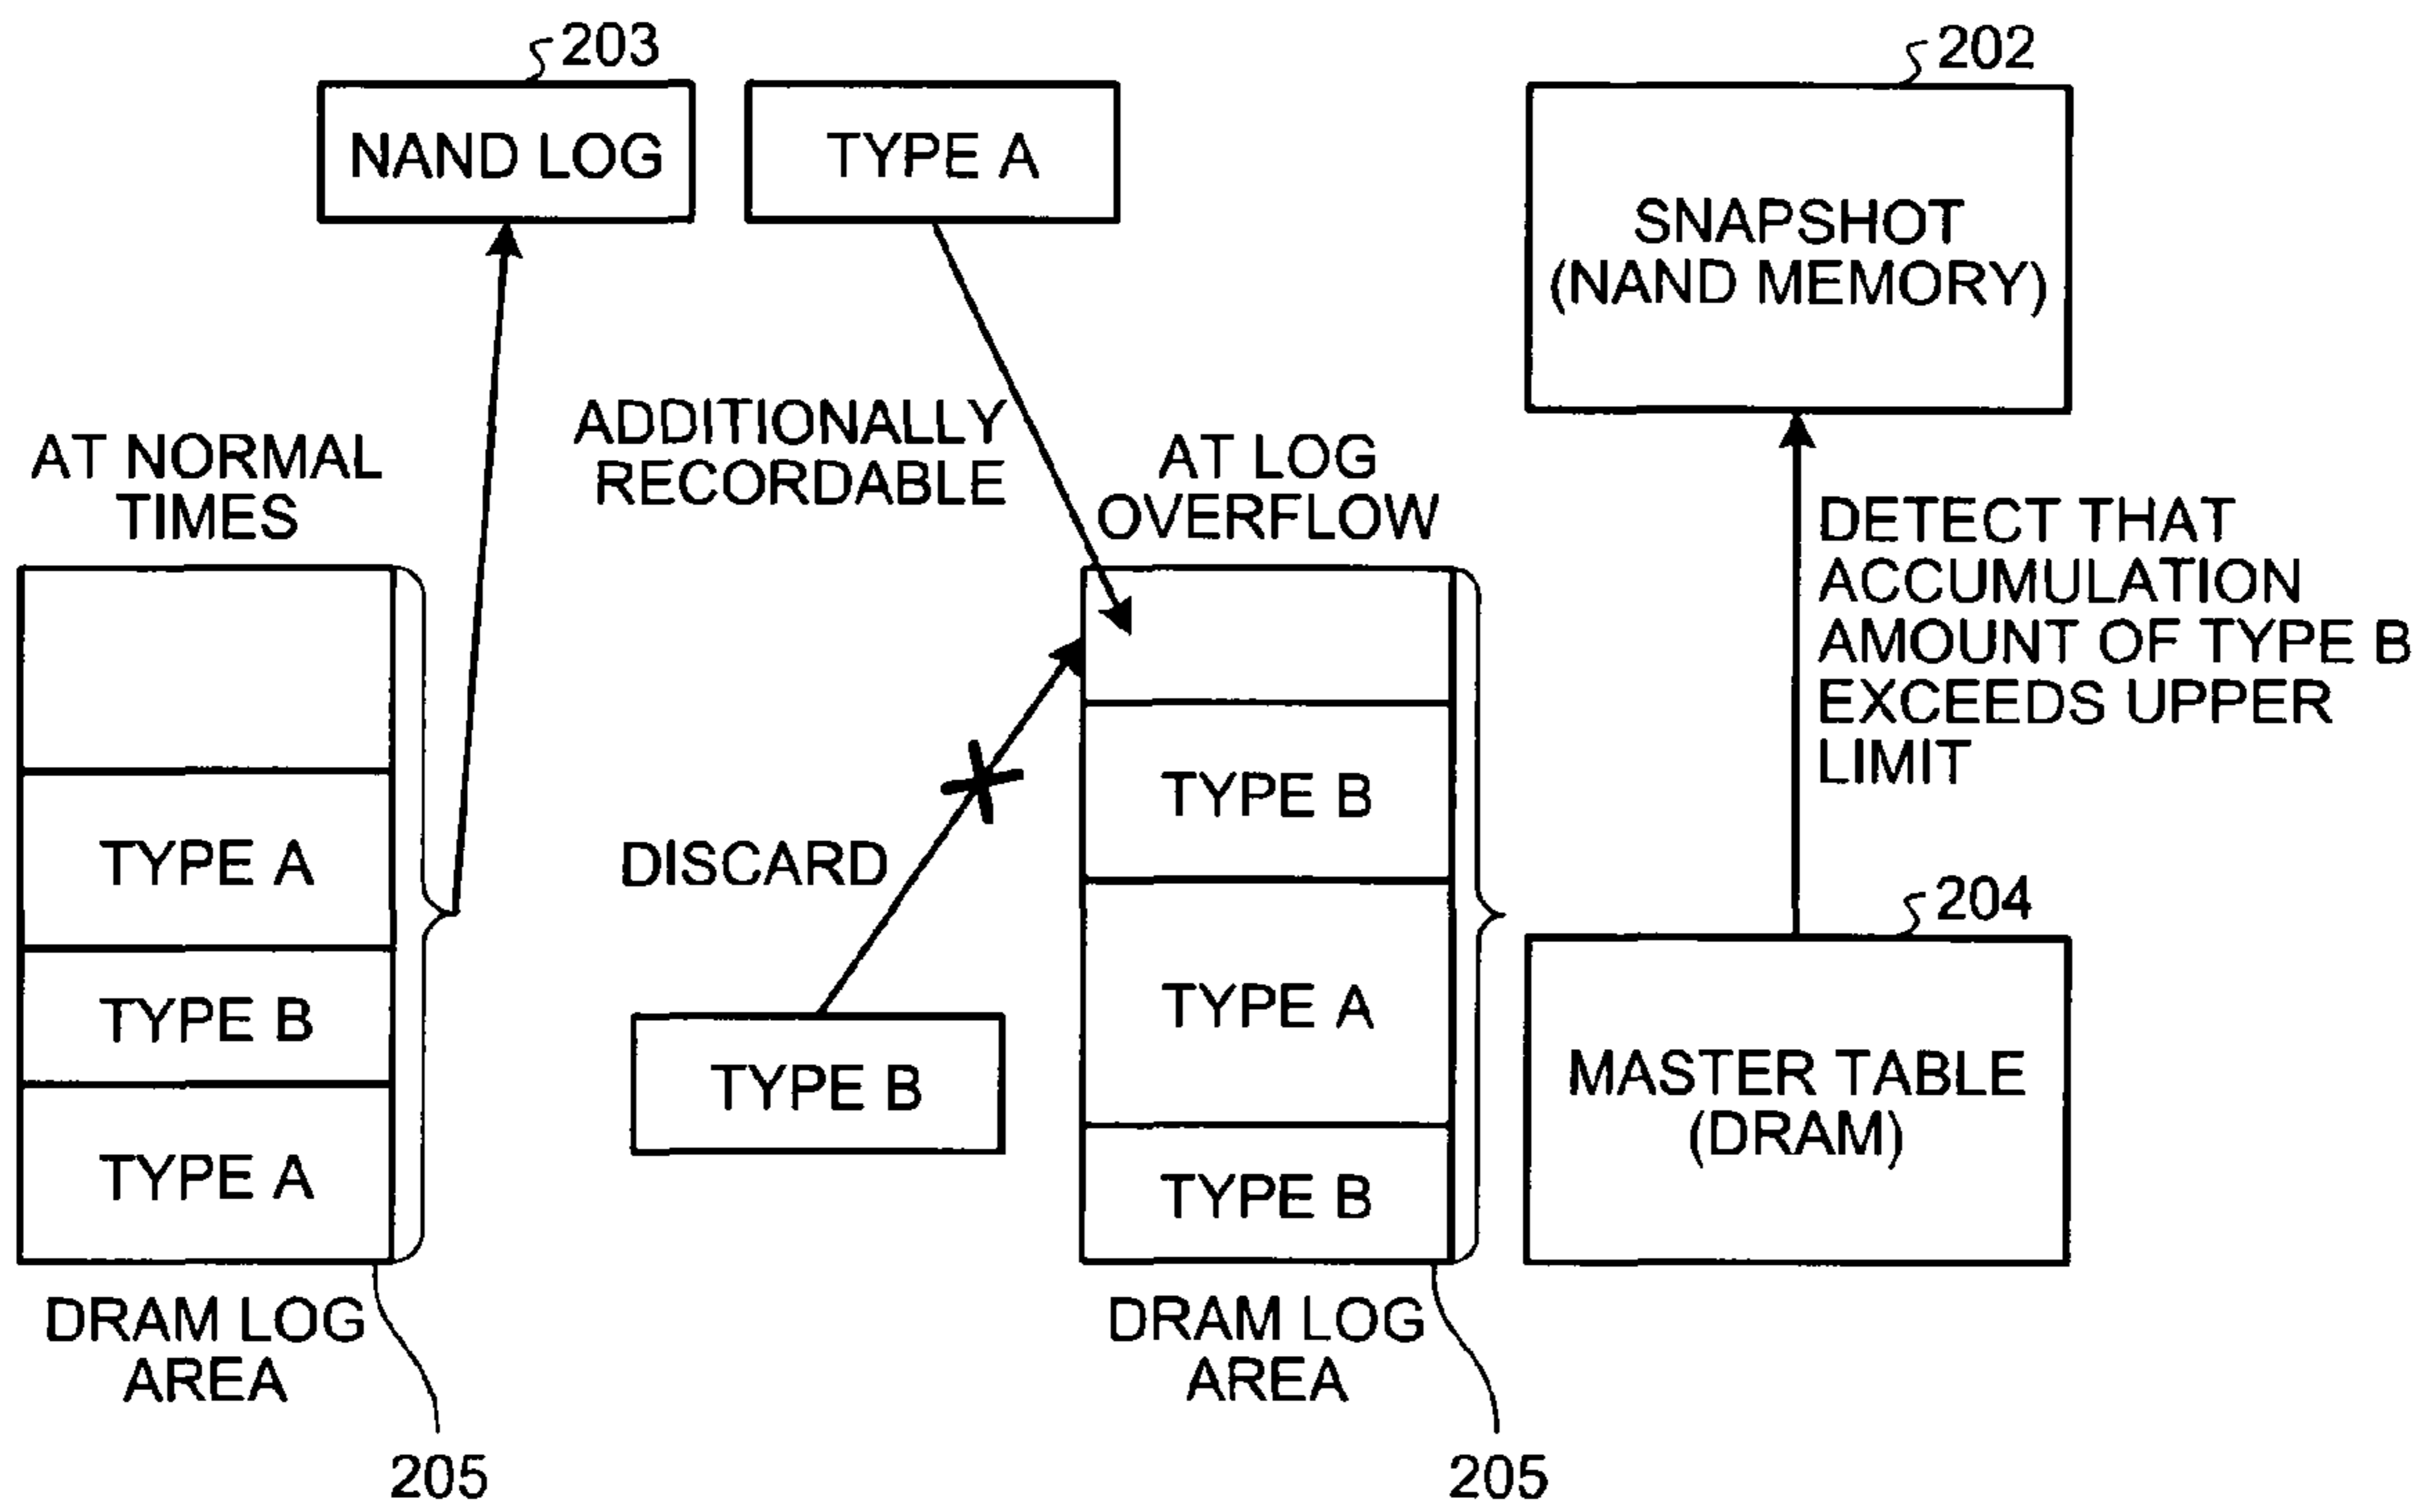 203
NAND LOG
TYPE A
202
SNAPSHOT
(NAND MEMORY)
AT NORMAL
TIMES
ADDITIONALLY
RECORDABLE
AT LOG
OVERFLOW
DETECT THAT
ACCUMULATION
AMOUNT OF TYPE B
EXCEEDS UPPER
LIMIT
TYPE A
TYPE B
TYPE A
DISCARD
TYPE B
TYPE B
TYPE A
TYPE B
204
MASTER TABLE
(DRAM)
DRAM LOG
AREA
205
DRAM LOG
AREA
205